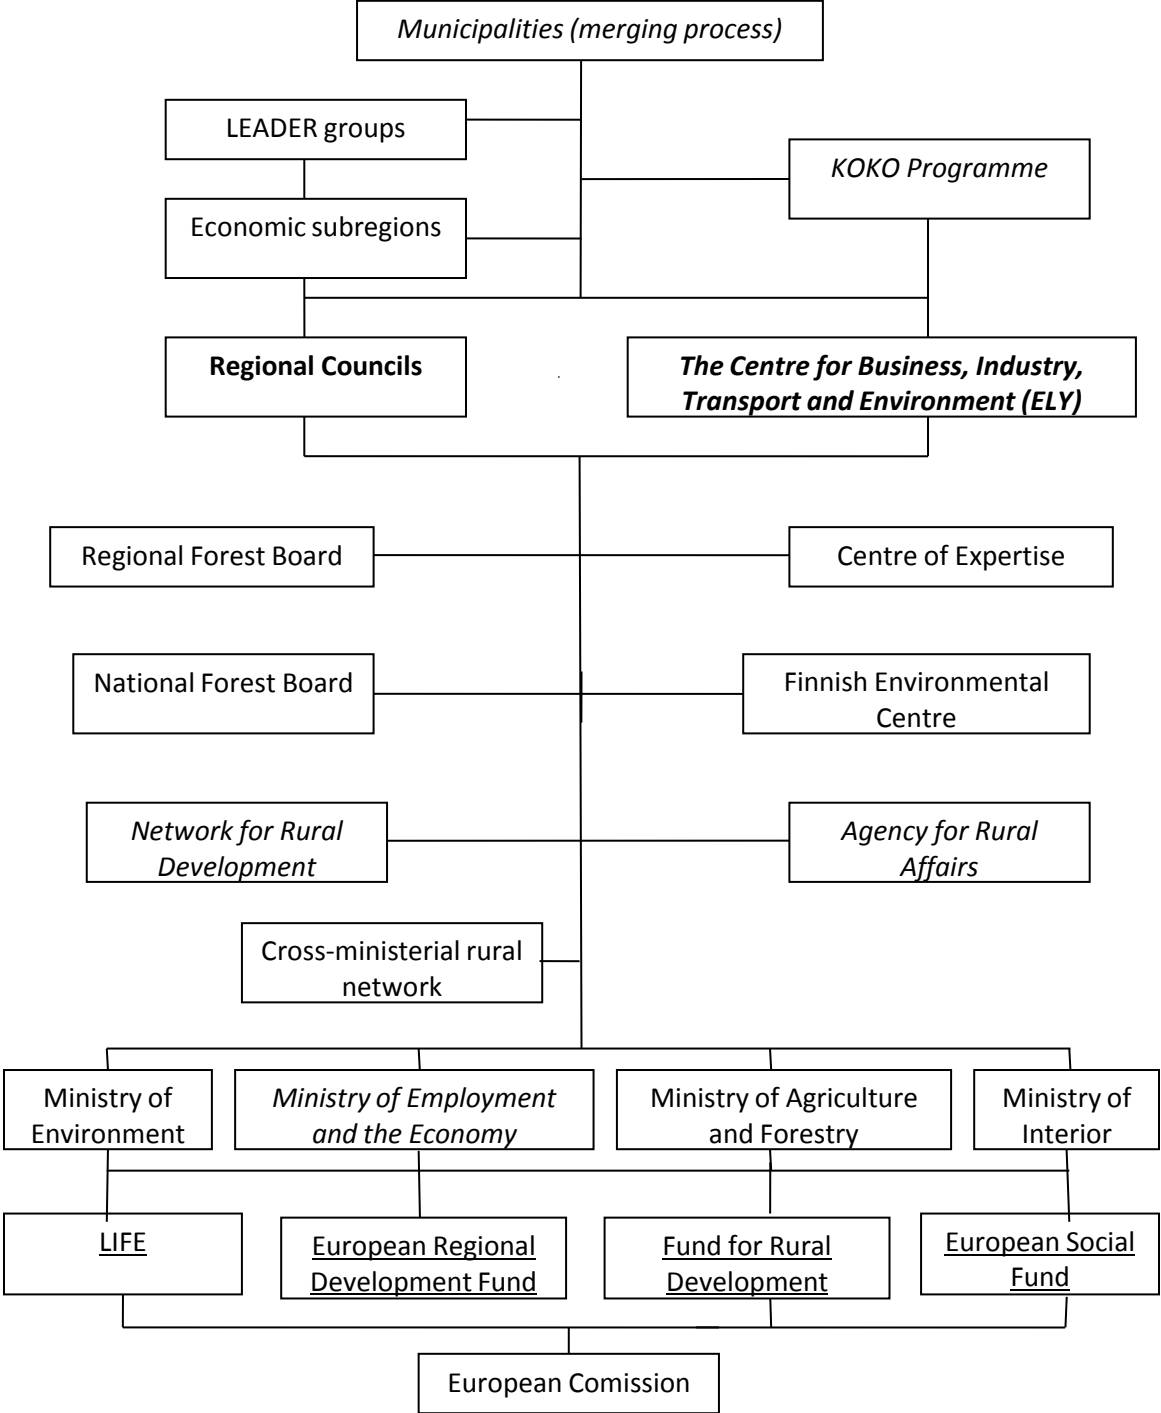 Municipalities (merging process)
LEADER groups
KOKO Programme
Economic subregions
Regional Councils
The Centre for Business, Industry,
Transport and Environment (ELY)
Regional Forest Board
Centre of Expertise
National Forest Board
Finnish Environmental
Centre
Network for Rural
Development
Agency for Rural
Affairs
Cross-ministerial rural
network
Ministry of
Environment
Ministry of Employment
and the Economy
Ministry of Agriculture
and Forestry
Ministry of
Interior
LIFE
European Regional
Development Fund
Fund for Rural
Development
European Social
Fund
European Comission